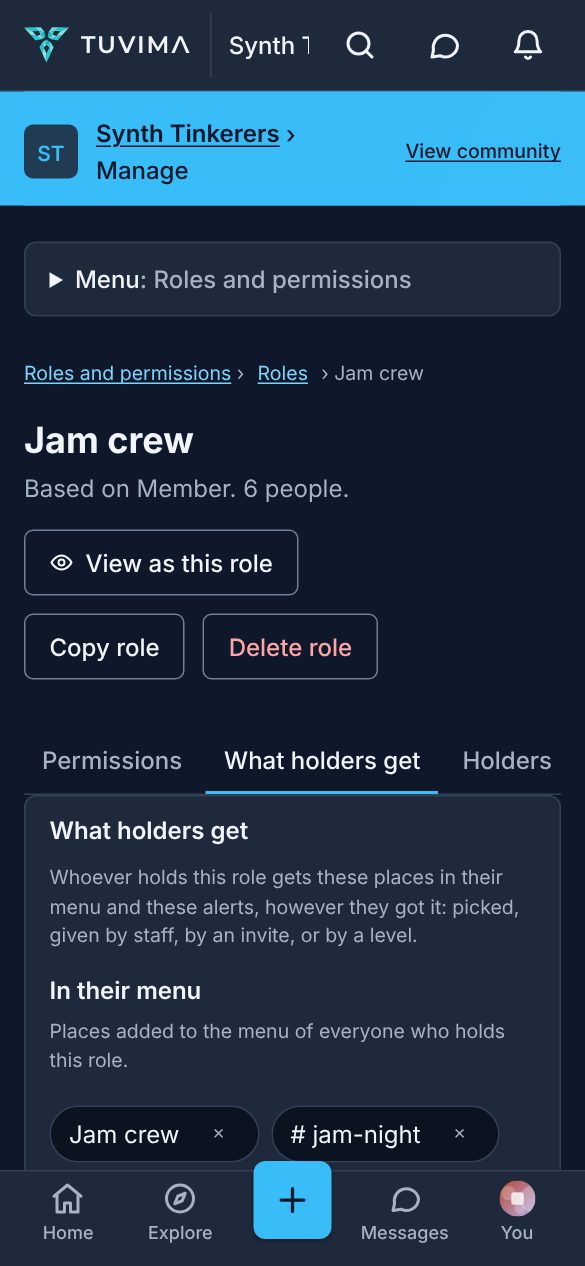 TUVIMA
Synth T
ST
Synth Tinkerers ›
Manage
View community
Menu: Roles and permissions
Roles and permissions › Roles › Jam crew
Jam crew
Based on Member. 6 people.
View as this role
Copy role
Delete role
Permissions
What holders get
Holders
What holders get
Whoever holds this role gets these places in their
menu and these alerts, however they got it: picked,
given by staff, by an invite, or by a level.
In their menu
Places added to the menu of everyone who holds
this role.
Jam crew ×
# jam-night ×
Home
Explore
Messages
You